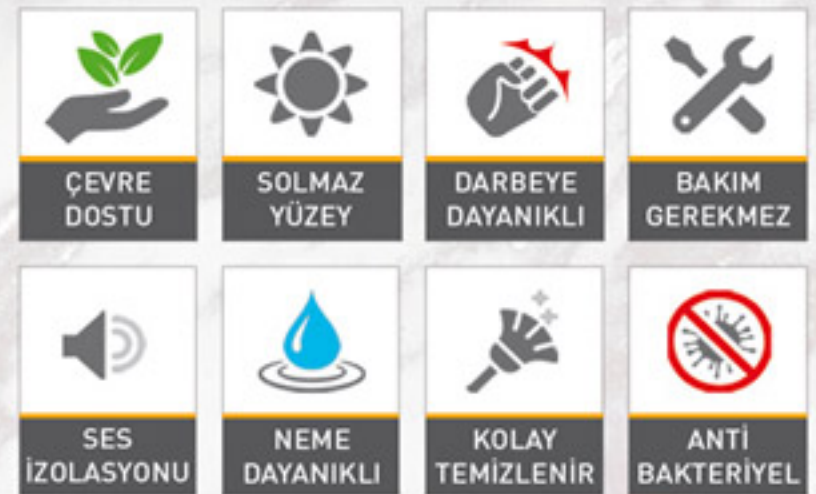 ÇEVRE
DOSTU
SOLMAZ
YÜZEY
DARBEYE
DAYANIKLI
BAKIM
GEREKMEZ
SES
İZOLASYONU
NEME
DAYANIKLI
KOLAY
TEMİZLENİR
ANTİ
BAKTERİYEL